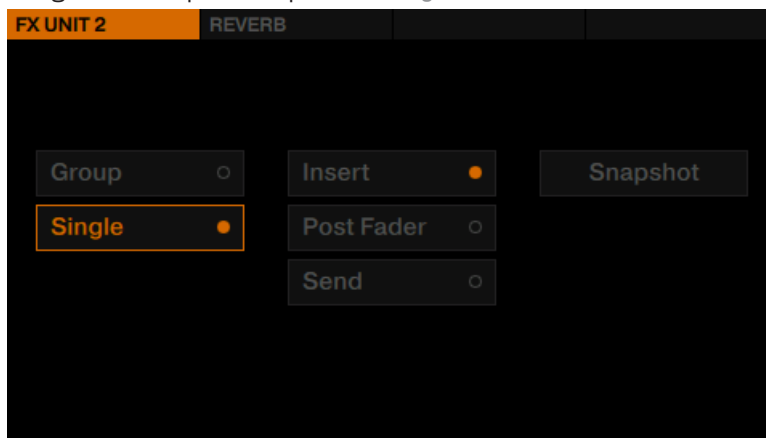 FX UNIT 2
REVERB
Group
Insert
Snapshot
Single
Post Fader
Send